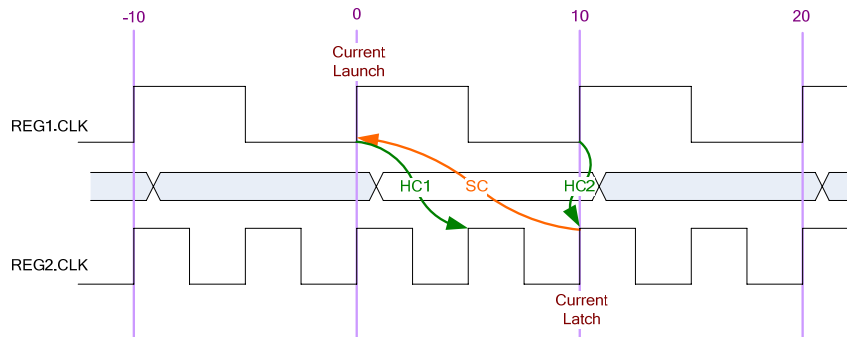 -10 0 10 20
Current
Launch
REG1.CLK
HC1 SC HC2
REG2.CLK
Current
Latch